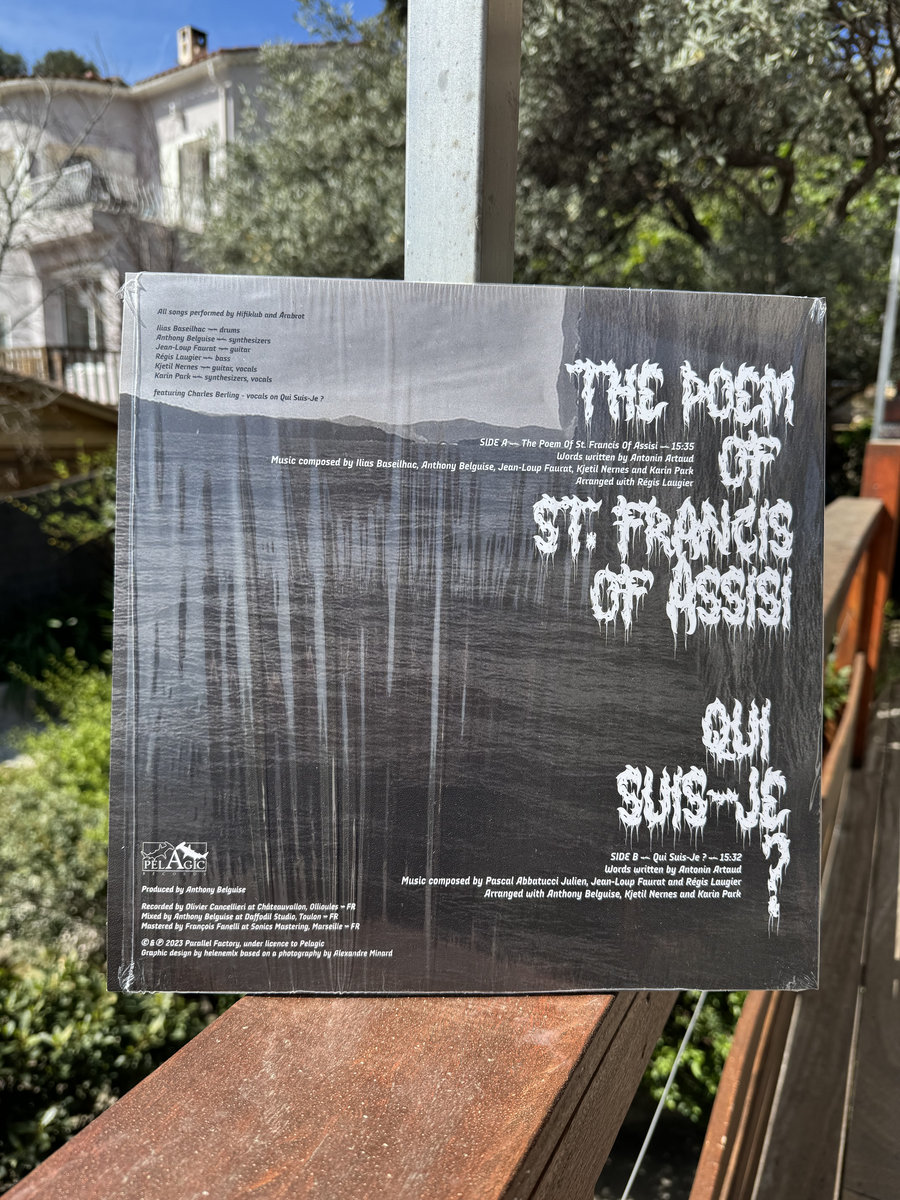 All songs performed by Hifiklub and Årabrot
Ilias Baseilhac — drums
Anthony Belguise — synthesizers
Jean-Loup Faurat — guitar
Régis Laugier — bass
Kjetil Nernes — guitar, vocals
Karin Park — synthesizers, vocals
featuring Charles Berling - vocals on Qui Suis-Je ?
THE POEM
OF
ST. FRANCIS
OF ASSISI
SIDE A — The Poem Of St. Francis Of Assisi — 15:35
Words written by Antonin Artaud
Music composed by Ilias Baseilhac, Anthony Belguise, Jean-Loup Faurat, Kjetil Nernes and Karin Park
Arranged with Régis Laugier
QUI
SUIS-JE
?
SIDE B — Qui Suis-Je ? — 15:32
Words written by Antonin Artaud
Music composed by Pascal Abbatucci Julien, Jean-Loup Faurat and Régis Laugier
Arranged with Anthony Belguise, Kjetil Nernes and Karin Park
PELAGIC
RECORDS
Produced by Anthony Belguise
Recorded by Olivier Cancellieri at Châteauvallon, Ollioules — FR
Mixed by Anthony Belguise at Daffodil Studio, Toulon — FR
Mastered by François Fanelli at Sonics Mastering, Marseille — FR
© & ℗ 2023 Parallel Factory, under licence to Pelagic
Graphic design by helenemix based on a photography by Alexandre Minard